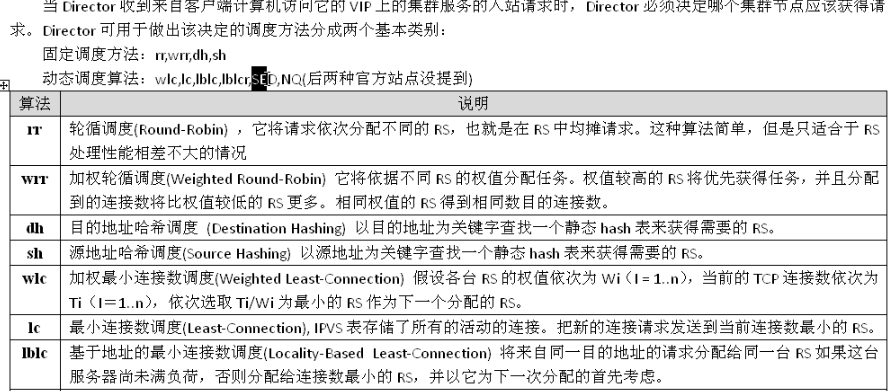 当 Director 收到来自客户端计算机访问它的 VIP 上的集群服务的入站请求时，Director 必须决定哪个集群节点应该获得请
求。Director 可用于做出该决定的调度方法分成两个基本类别：
固定调度方法：rr,wrr,dh,sh
动态调度算法：wlc,lc,lblc,lblcr,SED,NQ(后两种官方站点没提到)
算法 说明
rr 轮循调度(Round-Robin) ，它将请求依次分配不同的 RS，也就是在 RS 中均摊请求。这种算法简单，但是只适合于 RS
处理性能相差不大的情况
wrr 加权轮循调度(Weighted Round-Robin) 它将依据不同 RS 的权值分配任务。权值较高的 RS 将优先获得任务，并且分配
到的连接数将比权值较低的 RS 更多。相同权值的 RS 得到相同数目的连接数。
dh 目的地址哈希调度 (Destination Hashing) 以目的地址为关键字查找一个静态 hash 表来获得需要的 RS。
sh 源地址哈希调度(Source Hashing) 以源地址为关键字查找一个静态 hash 表来获得需要的 RS。
wlc 加权最小连接数调度(Weighted Least-Connection) 假设各台 RS 的权值依次为 Wi（I = 1..n），当前的 TCP 连接数依次为
Ti（I＝1..n），依次选取 Ti/Wi 为最小的 RS 作为下一个分配的 RS。
lc 最小连接数调度(Least-Connection), IPVS 表存储了所有的活动的连接。把新的连接请求发送到当前连接数最小的 RS。
lblc 基于地址的最小连接数调度(Locality-Based Least-Connection) 将来自同一目的地址的请求分配给同一台 RS 如果这台
服务器尚未满负荷，否则分配给连接数最小的 RS，并以它为下一次分配的首先考虑。